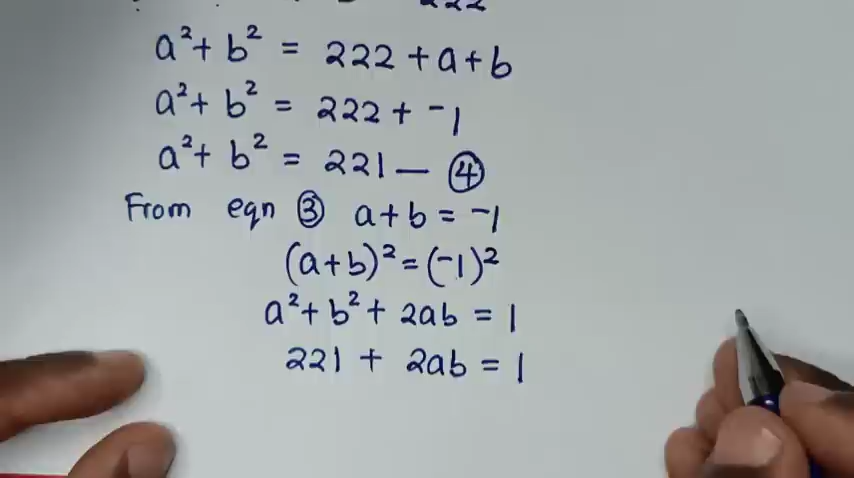 222
a² + b² = 222 + a + b
a² + b² = 222 + -1
a² + b² = 221 — ④
From eqn ③ a + b = -1
(a + b)² = (-1)²
a² + b² + 2ab = 1
221 + 2ab = 1